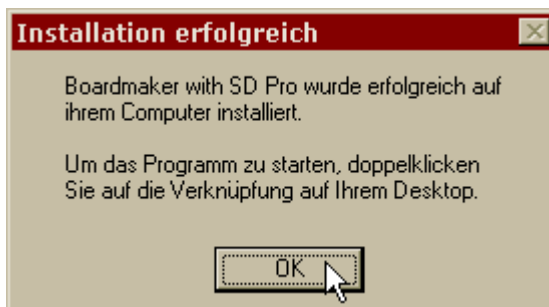 Installation erfolgreich
Boardmaker with SD Pro wurde erfolgreich auf
ihrem Computer installiert.
Um das Programm zu starten, doppelklicken
Sie auf die Verknüpfung auf Ihrem Desktop.
OK